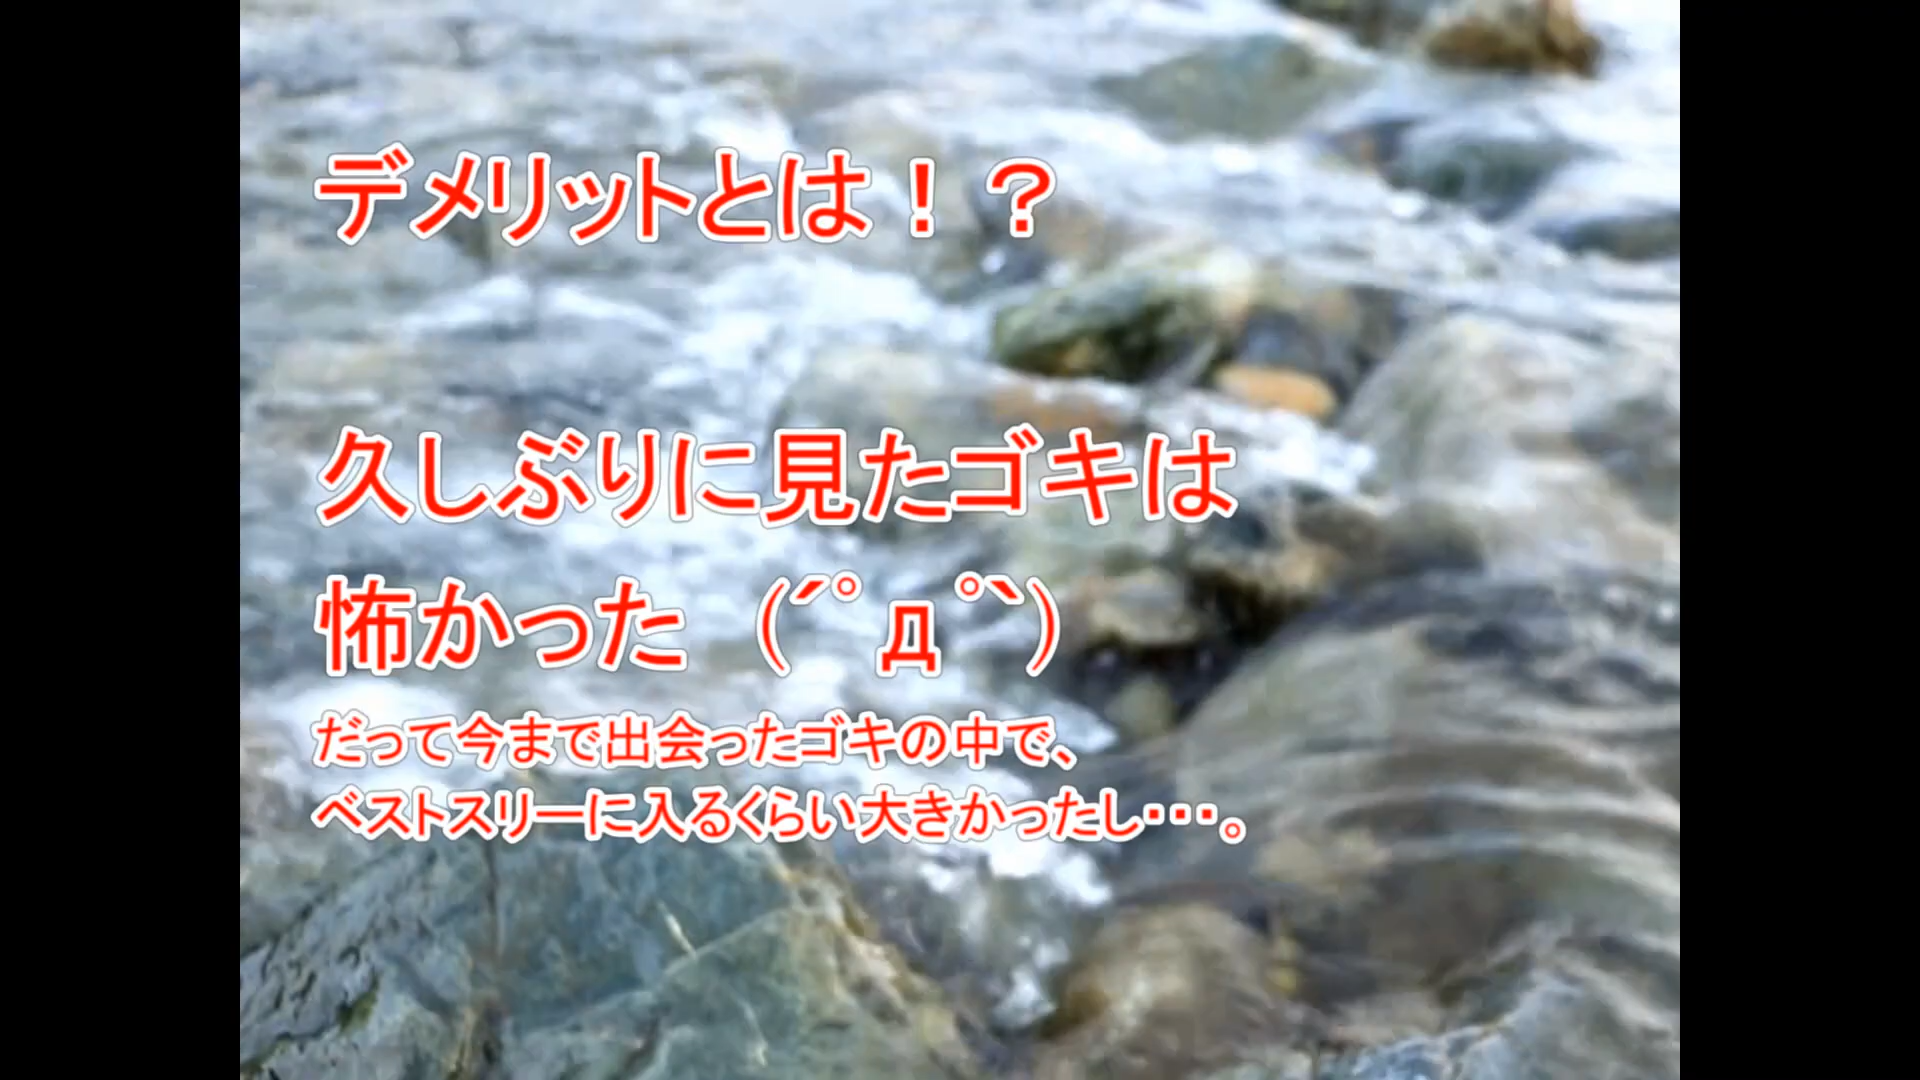 デメリットとは！？
久しぶりに見たゴキは
怖かった（´ﾟдﾟ`）
だって今まで出会ったゴキの中で、
ベストスリーに入るくらい大きかったし・・・。